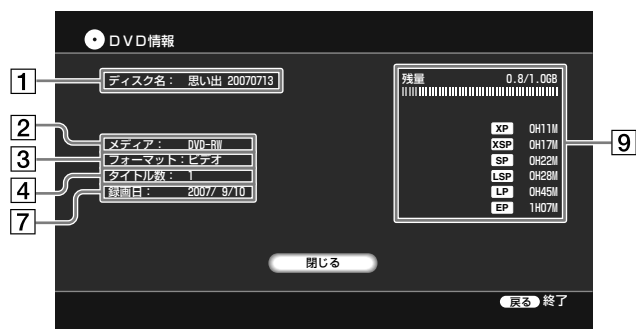 DVD情報
1
ディスク名： 思い出 20070713
2
メディア： DVD-RW
3
フォーマット：ビデオ
4
タイトル数： 1
7
録画日： 2007/ 9/10
残量 0.8/1.0GB
XP 0H11M
XSP 0H17M
SP 0H22M
LSP 0H28M
LP 0H45M
EP 1H07M
9
閉じる
戻る 終了